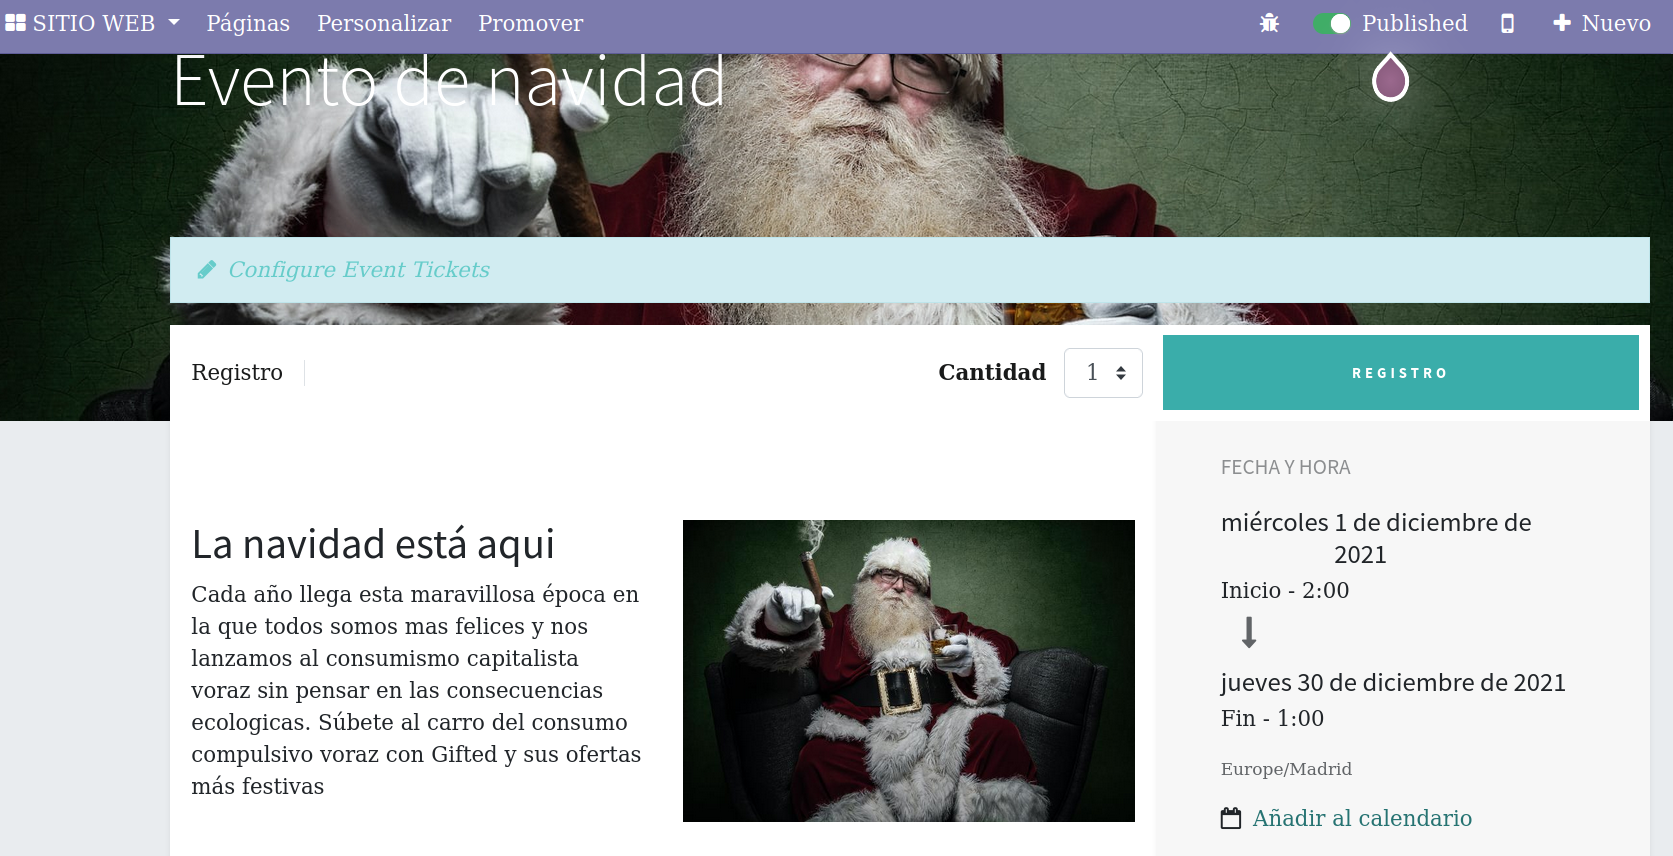 SITIO WEB Páginas Personalizar Promover Published Nuevo
Evento de navidad
Configure Event Tickets
Registro Cantidad 1 REGISTRO
FECHA Y HORA
miércoles 1 de diciembre de
2021
Inicio - 2:00
jueves 30 de diciembre de 2021
Fin - 1:00
Europe/Madrid
Añadir al calendario
La navidad está aqui
Cada año llega esta maravillosa época en
la que todos somos mas felices y nos
lanzamos al consumismo capitalista
voraz sin pensar en las consecuencias
ecologicas. Súbete al carro del consumo
compulsivo voraz con Gifted y sus ofertas
más festivas